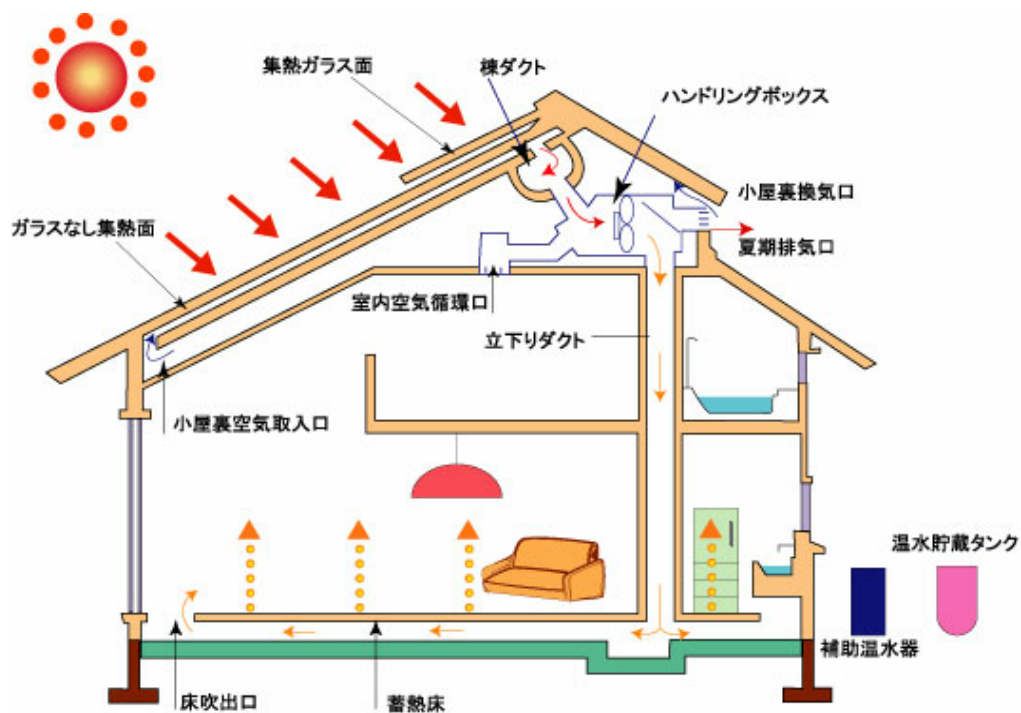 集熱ガラス面
棟ダクト
ハンドリングボックス
小屋裏換気口
ガラスなし集熱面
夏期排気口
室内空気循環口
立下りダクト
小屋裏空気取入口
温水貯蔵タンク
補助温水器
床吹出口
蓄熱床